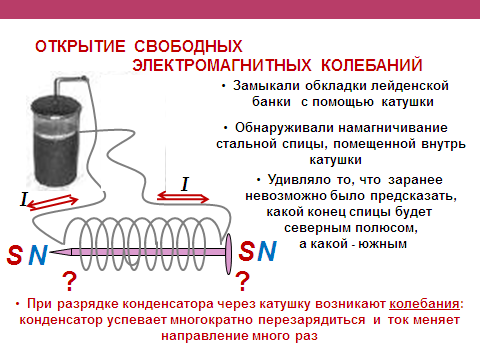 ОТКРЫТИЕ СВОБОДНЫХ
ЭЛЕКТРОМАГНИТНЫХ КОЛЕБАНИЙ
• Замыкали обкладки лейденской
банки с помощью катушки
• Обнаруживали намагничивание
стальной спицы, помещенной внутрь
катушки
• Удивляло то, что заранее
невозможно было предсказать,
какой конец спицы будет
северным полюсом,
а какой - южным
I
I
S N
SN
?
?
• При разрядке конденсатора через катушку возникают колебания:
конденсатор успевает многократно перезарядиться и ток меняет
направление много раз